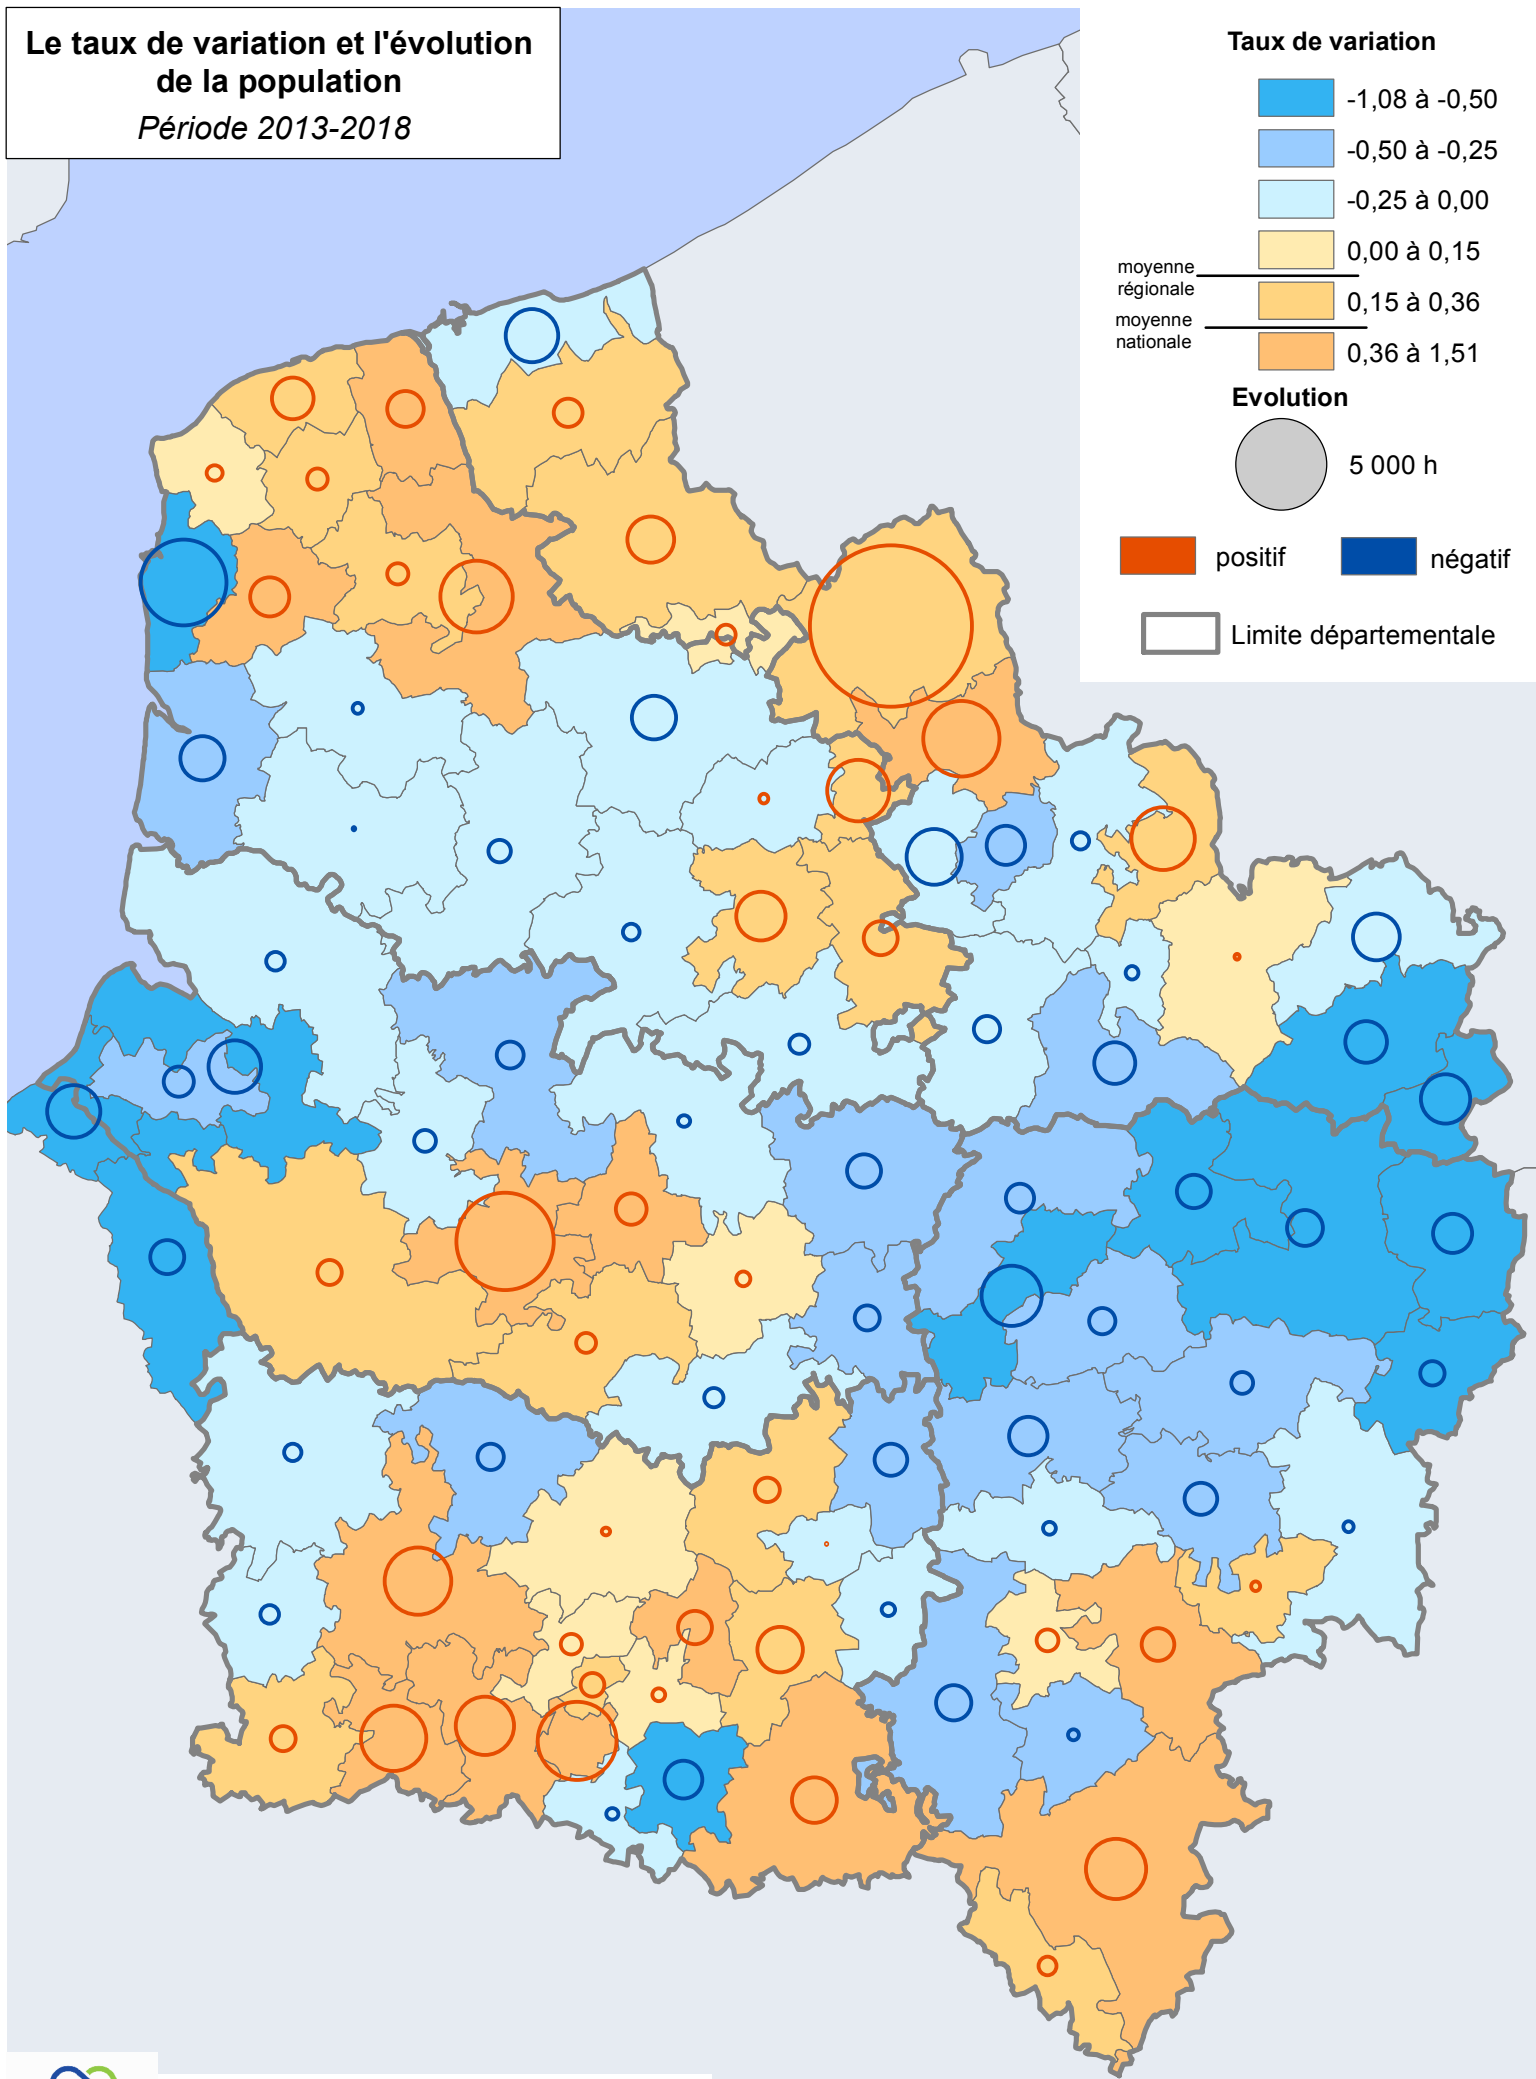 Le taux de variation et l'évolution
de la population
Période 2013-2018
Taux de variation
-1,08 à -0,50
-0,50 à -0,25
-0,25 à 0,00
0,00 à 0,15
moyenne
régionale
0,15 à 0,36
moyenne
nationale
0,36 à 1,51
Evolution
5 000 h
positif
négatif
Limite départementale